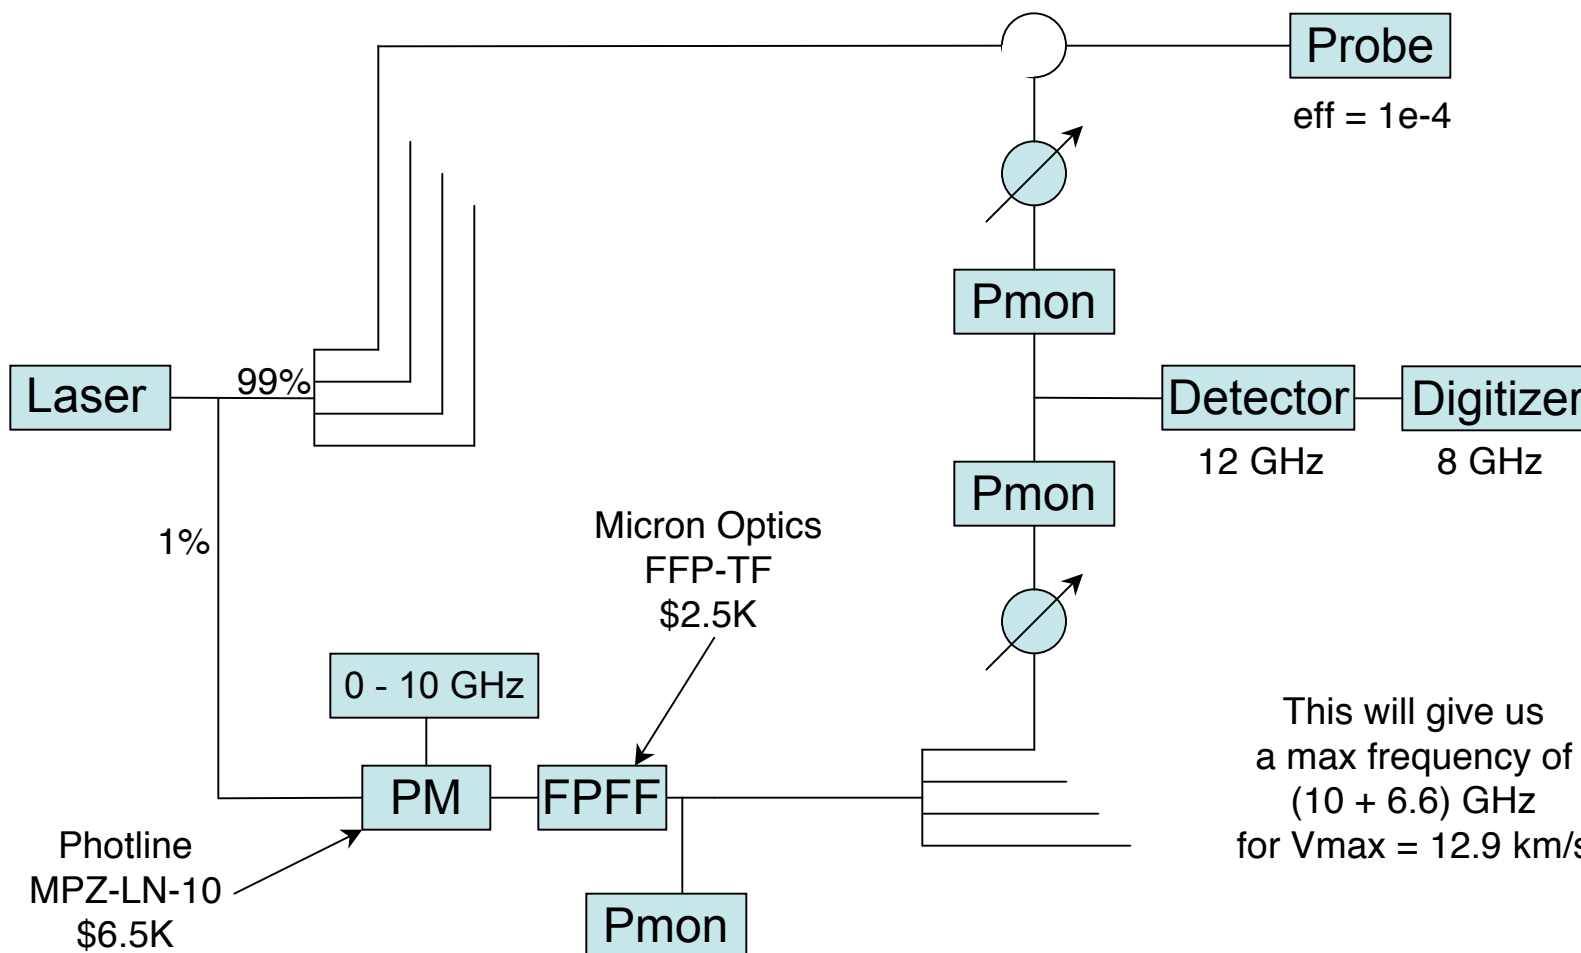 Probe
eff = 1e-4
Pmon
Laser
99%
Detector
Digitizer
12 GHz
8 GHz
Pmon
1%
Micron Optics
FFP-TF
$2.5K
0 - 10 GHz
PM
FPFF
This will give us
a max frequency of
(10 + 6.6) GHz
for Vmax = 12.9 km/s
Photline
MPZ-LN-10
$6.5K
Pmon